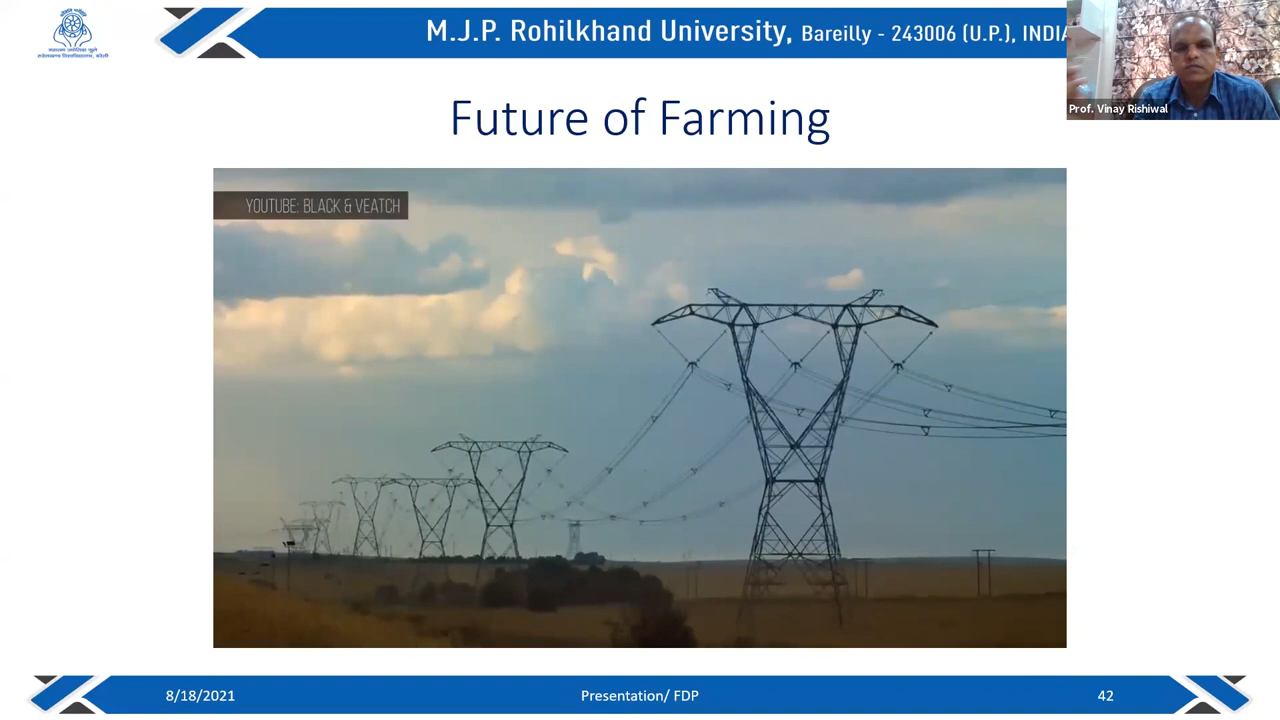 M.J.P. Rohilkhand University, Bareilly - 243006 (U.P.), INDIA
Prof. Vinay Rishiwal
Future of Farming
YOUTUBE: BLACK & VEATCH
8/18/2021
Presentation/ FDP
42